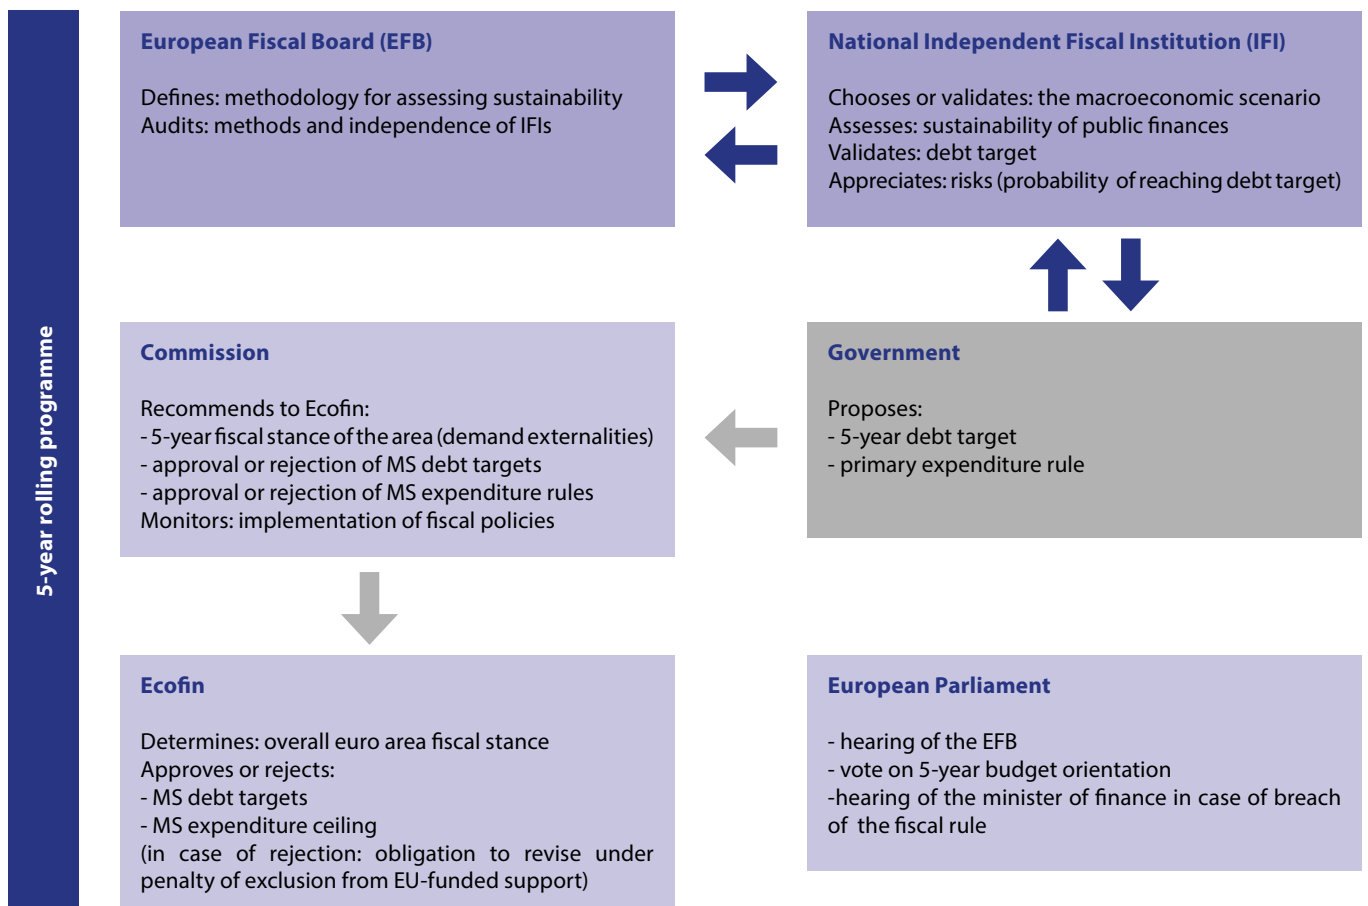 5-year rolling programme
European Fiscal Board (EFB)
Defines: methodology for assessing sustainability
Audits: methods and independence of IFIs
National Independent Fiscal Institution (IFI)
Chooses or validates: the macroeconomic scenario
Assesses: sustainability of public finances
Validates: debt target
Appreciates: risks (probability of reaching debt target)
Commission
Recommends to Ecofin:
- 5-year fiscal stance of the area (demand externalities)
- approval or rejection of MS debt targets
- approval or rejection of MS expenditure rules
Monitors: implementation of fiscal policies
Government
Proposes:
- 5-year debt target
- primary expenditure rule
Ecofin
Determines: overall euro area fiscal stance
Approves or rejects:
- MS debt targets
- MS expenditure ceiling
(in case of rejection: obligation to revise under
penalty of exclusion from EU-funded support)
European Parliament
- hearing of the EFB
- vote on 5-year budget orientation
-hearing of the minister of finance in case of breach
of the fiscal rule